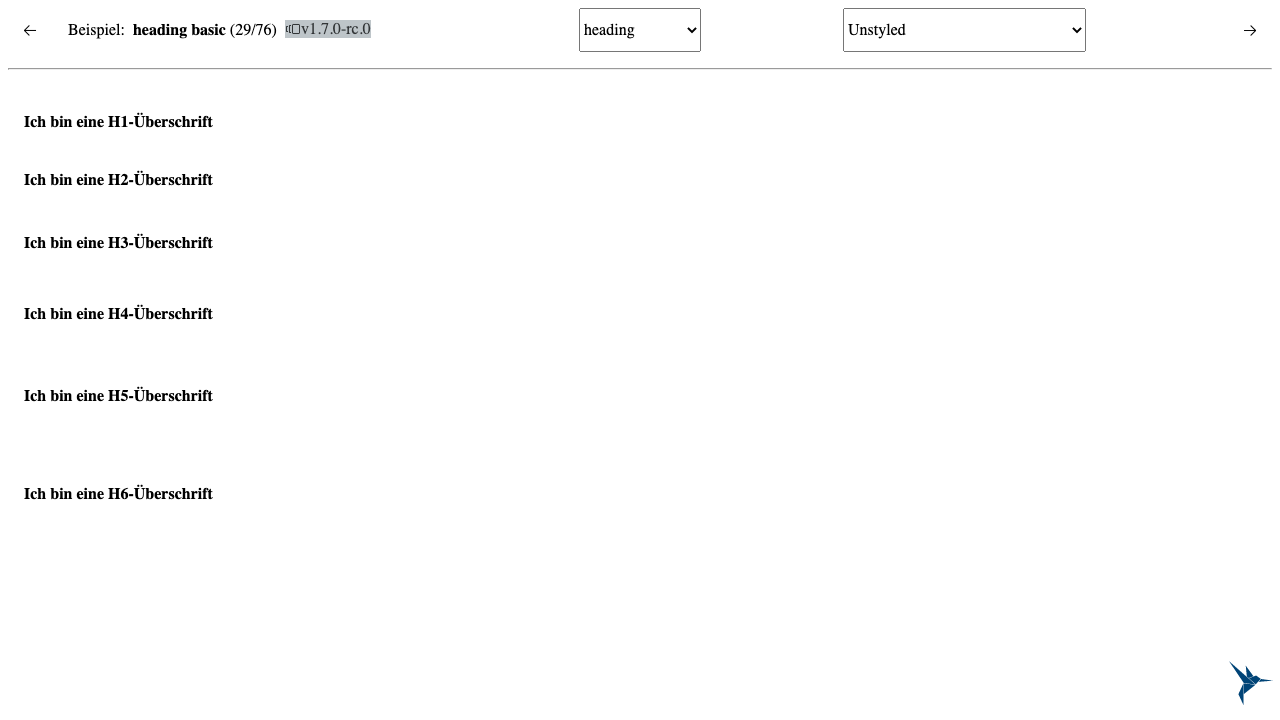 Beispiel: heading basic (29/76) v1.7.0-rc.0 heading Unstyled
Ich bin eine H1-Überschrift
Ich bin eine H2-Überschrift
Ich bin eine H3-Überschrift
Ich bin eine H4-Überschrift
Ich bin eine H5-Überschrift
Ich bin eine H6-Überschrift